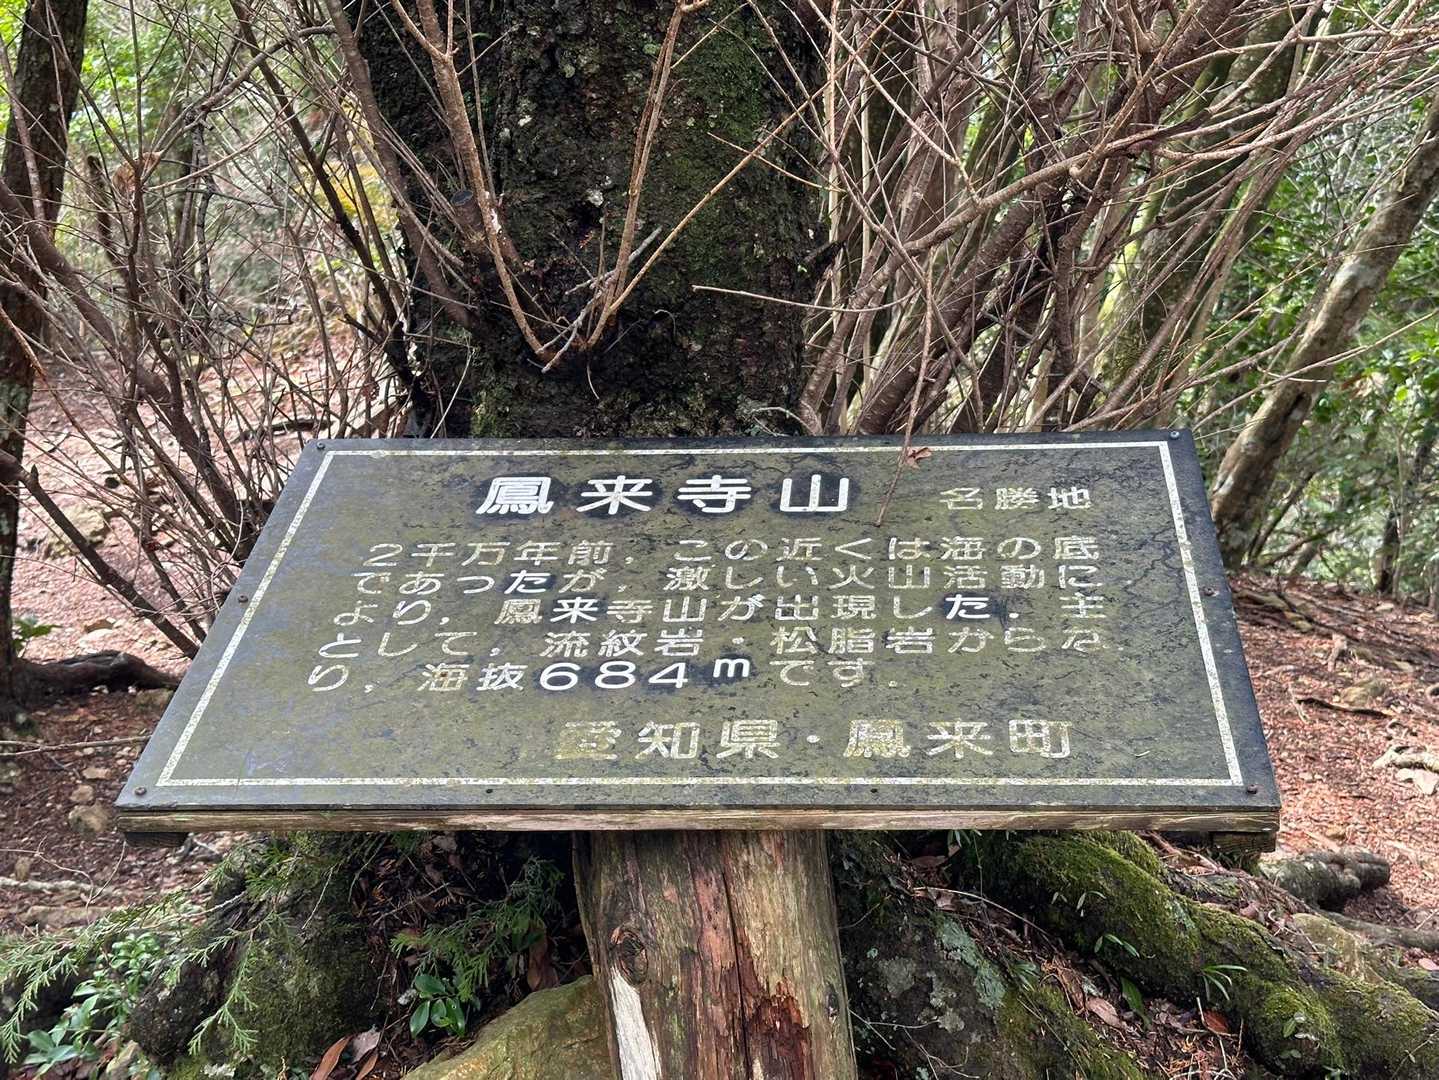 鳳来寺山 名勝地
2千万年前，この近くは海の底
であったが，激しい火山活動に
より，鳳来寺山が出現した．主
として，流紋岩・松脂岩からな
り，海抜684mです．
愛知県・鳳来町